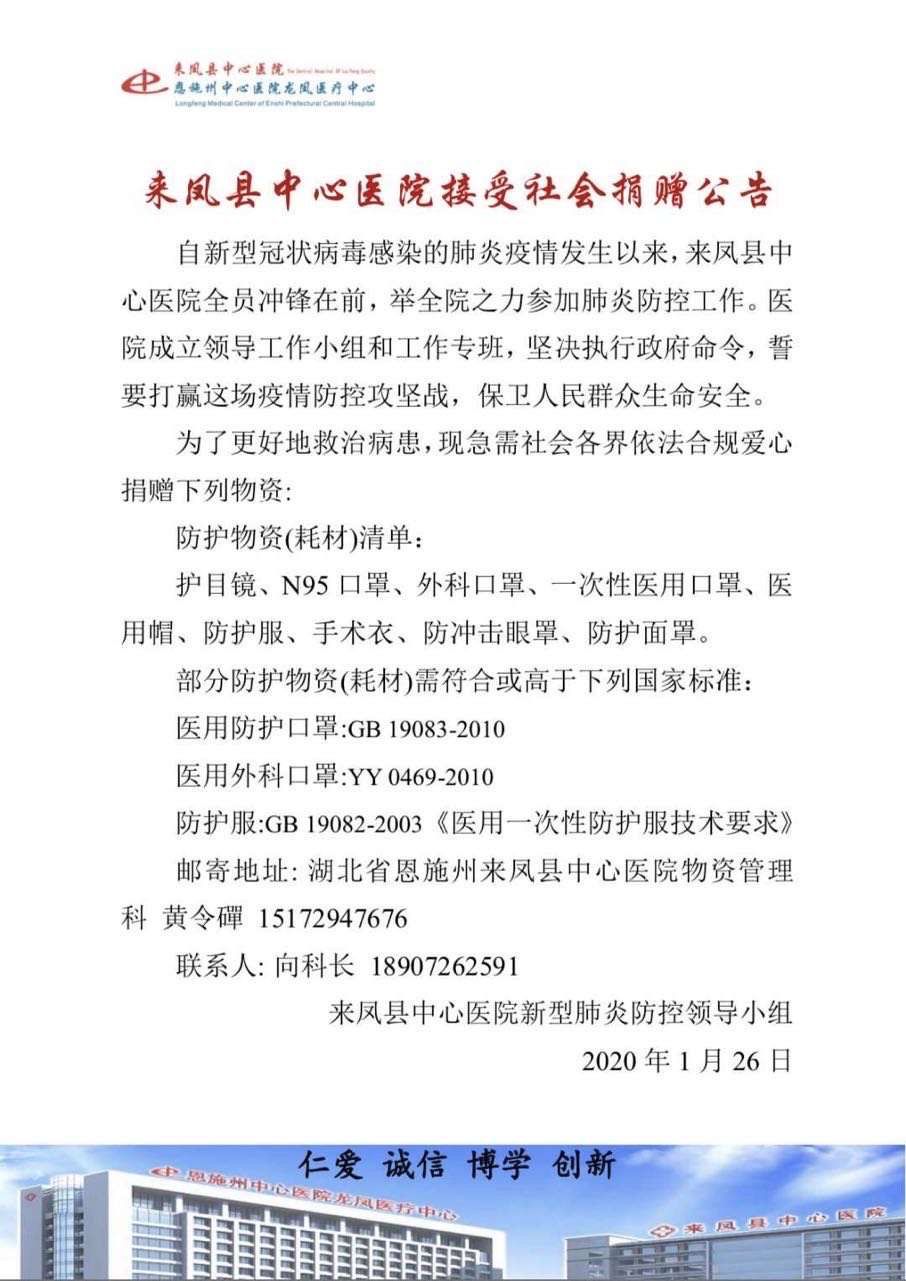 来凤县中心医院 The Central Hospital Of Lai Feng County
恩施州中心医院龙凤医疗中心
Longfeng Medical Center of Enshi Prefectural Central Hospital
来凤县中心医院接受社会捐赠公告
自新型冠状病毒感染的肺炎疫情发生以来，来凤县中
心医院全员冲锋在前，举全院之力参加肺炎防控工作。医
院成立领导工作小组和工作专班，坚决执行政府命令，誓
要打赢这场疫情防控攻坚战，保卫人民群众生命安全。
为了更好地救治病患，现急需社会各界依法合规爱心
捐赠下列物资:
防护物资(耗材)清单：
护目镜、N95 口罩、外科口罩、一次性医用口罩、医
用帽、防护服、手术衣、防冲击眼罩、防护面罩。
部分防护物资(耗材)需符合或高于下列国家标准：
医用防护口罩:GB 19083-2010
医用外科口罩:YY 0469-2010
防护服:GB 19082-2003《医用一次性防护服技术要求》
邮寄地址: 湖北省恩施州来凤县中心医院物资管理
科 黄令磾 15172947676
联系人: 向科长 18907262591
来凤县中心医院新型肺炎防控领导小组
2020 年 1 月 26 日
仁爱 诚信 博学 创新
恩施州中心医院龙凤医疗中心
来凤县中心医院